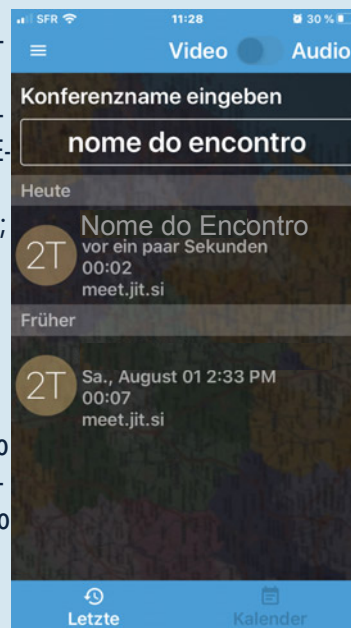 SFR 11:28 30 %
Video Audio
Konferenzname eingeben
nome do encontro
Heute
2T
Nome do Encontro
vor ein paar Sekunden
00:02
meet.jit.si
Früher
2T
Sa., August 01 2:33 PM
00:07
meet.jit.si
Letzte Kalender